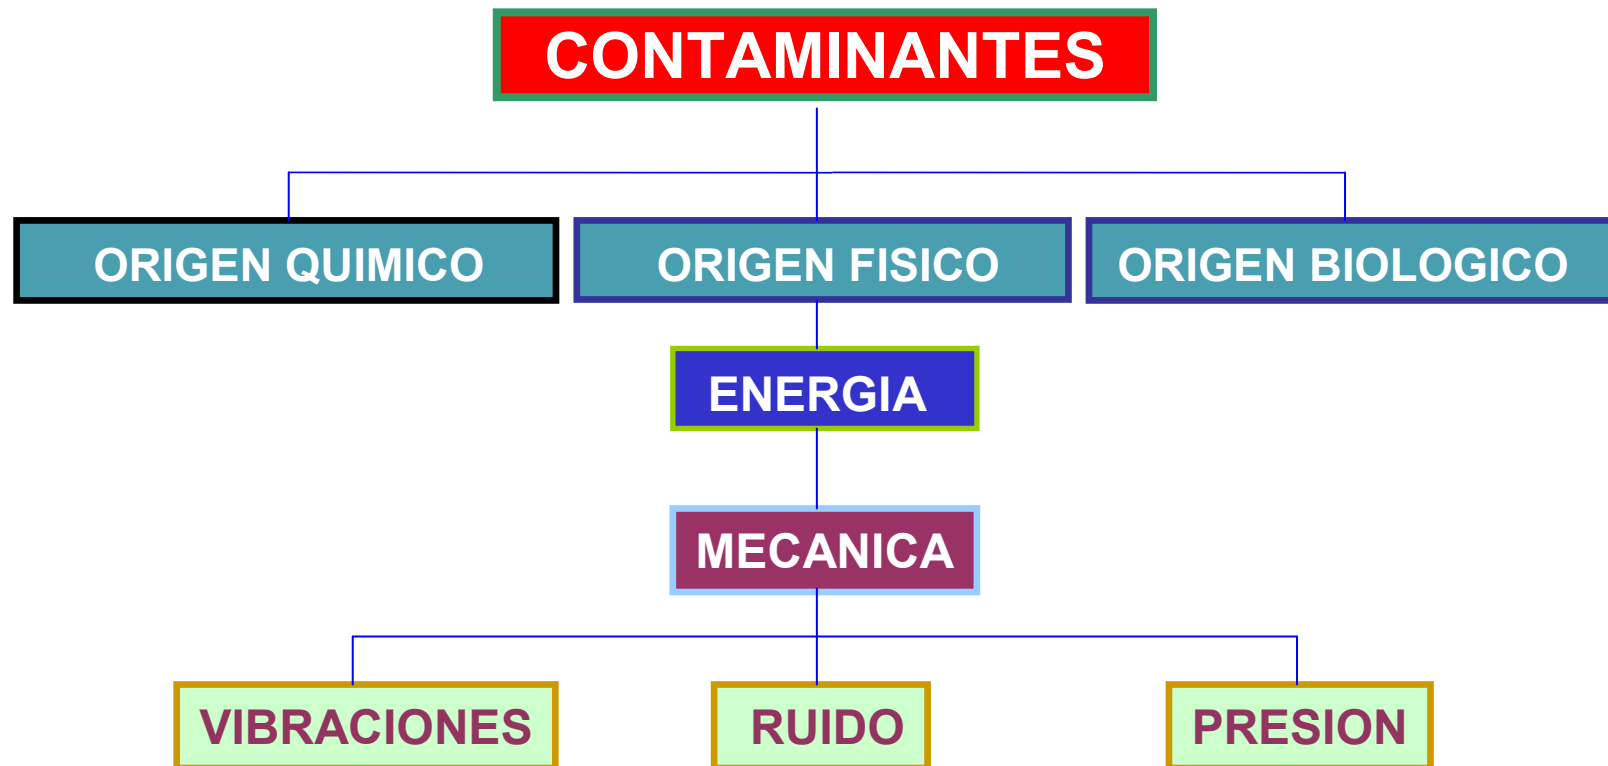 CONTAMINANTES
ORIGEN QUIMICO
ORIGEN FISICO
ORIGEN BIOLOGICO
ENERGIA
MECANICA
VIBRACIONES
RUIDO
PRESION